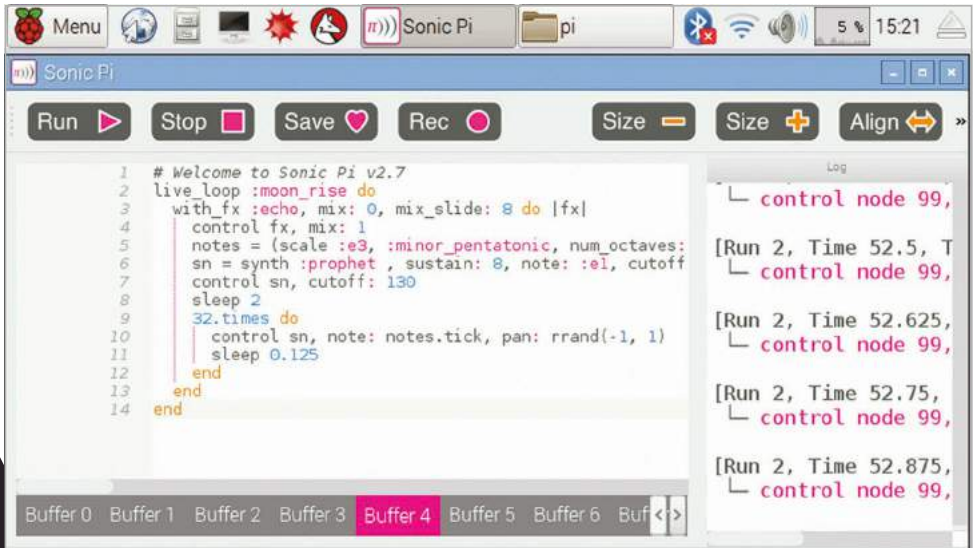 Menu Sonic Pi pi 5 % 15:21
π))) Sonic Pi
Run Stop Save Rec Size Size Align »
Log
1 # Welcome to Sonic Pi v2.7
2 live_loop :moon_rise do
3 with_fx :echo, mix: 0, mix_slide: 8 do |fx|
4 control fx, mix: 1
5 notes = (scale :e3, :minor_pentatonic, num_octaves:
6 sn = synth :prophet , sustain: 8, note: :e1, cutoff
7 control sn, cutoff: 130
8 sleep 2
9 32.times do
10 control sn, note: notes.tick, pan: rrand(-1, 1)
11 sleep 0.125
12 end
13 end
14 end
└─ control node 99,
[Run 2, Time 52.5, T
└─ control node 99,
[Run 2, Time 52.625,
└─ control node 99,
[Run 2, Time 52.75,
└─ control node 99,
[Run 2, Time 52.875,
└─ control node 99,
Buffer 0 Buffer 1 Buffer 2 Buffer 3 Buffer 4 Buffer 5 Buffer 6 Buf